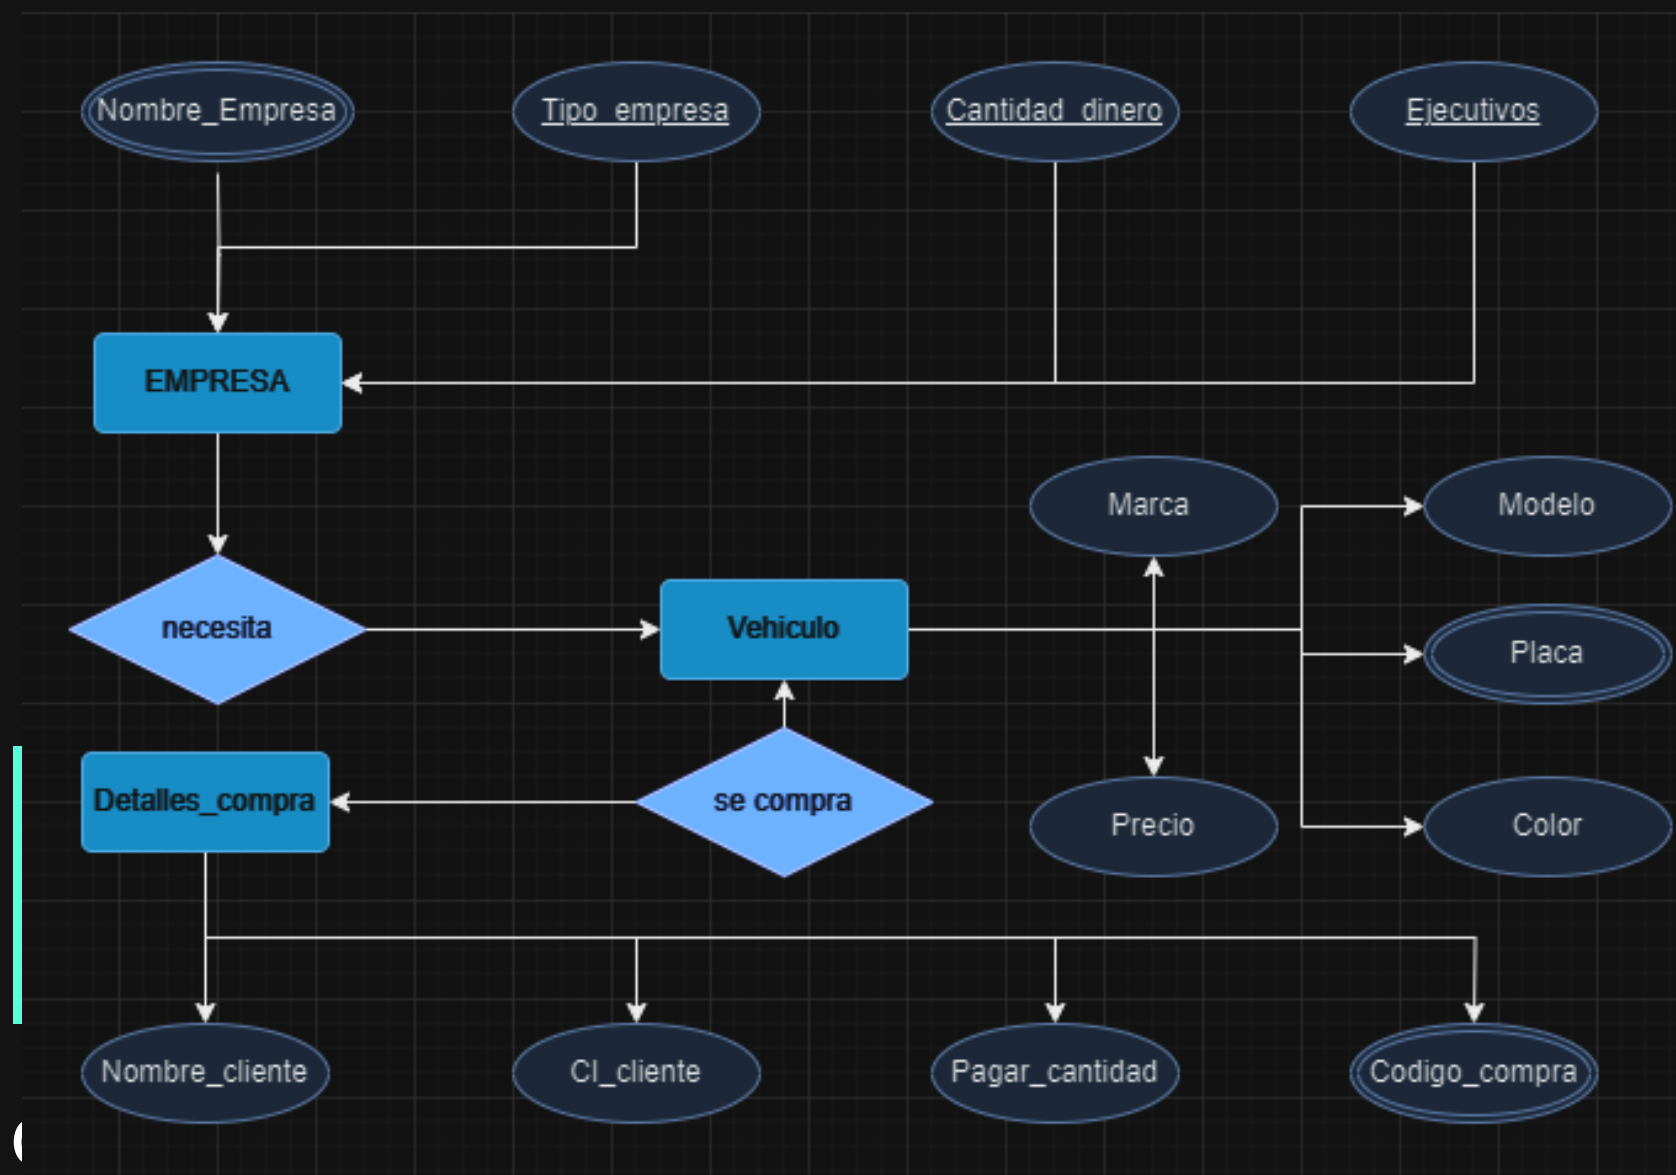 Nombre_Empresa
Tipo_empresa
Cantidad_dinero
Ejecutivos
EMPRESA
Marca
Modelo
necesita
Vehiculo
Placa
Detalles_compra
se compra
Precio
Color
Nombre_cliente
CI_cliente
Pagar_cantidad
Codigo_compra